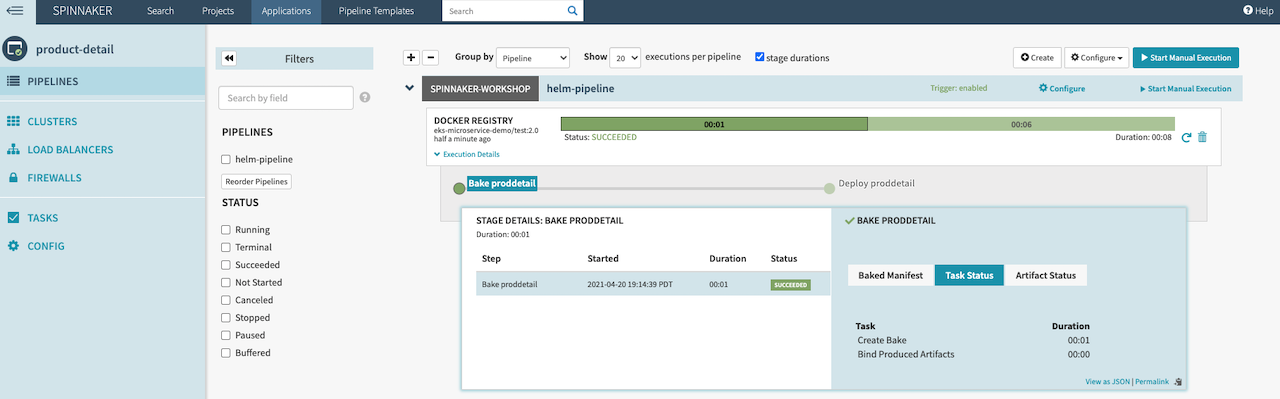 SPINNAKER Search Projects Applications Pipeline Templates Search Help
product-detail
PIPELINES
CLUSTERS
LOAD BALANCERS
FIREWALLS
TASKS
CONFIG
Filters
Search by field
PIPELINES
helm-pipeline
Reorder Pipelines
STATUS
Running
Terminal
Succeeded
Not Started
Canceled
Stopped
Paused
Buffered
Group by Pipeline Show 20 executions per pipeline stage durations Create Configure Start Manual Execution
SPINNAKER-WORKSHOP helm-pipeline Trigger: enabled Configure Start Manual Execution
DOCKER REGISTRY
eks-microservice-demo/test:2.0
half a minute ago
00:01 00:06
Status: SUCCEEDED Duration: 00:08
Execution Details
Bake proddetail Deploy proddetail
STAGE DETAILS: BAKE PRODDETAIL
Duration: 00:01
Step Started Duration Status
Bake proddetail 2021-04-20 19:14:39 PDT 00:01 SUCCEEDED
BAKE PRODDETAIL
Baked Manifest Task Status Artifact Status
Task Duration
Create Bake 00:01
Bind Produced Artifacts 00:00
View as JSON | Permalink